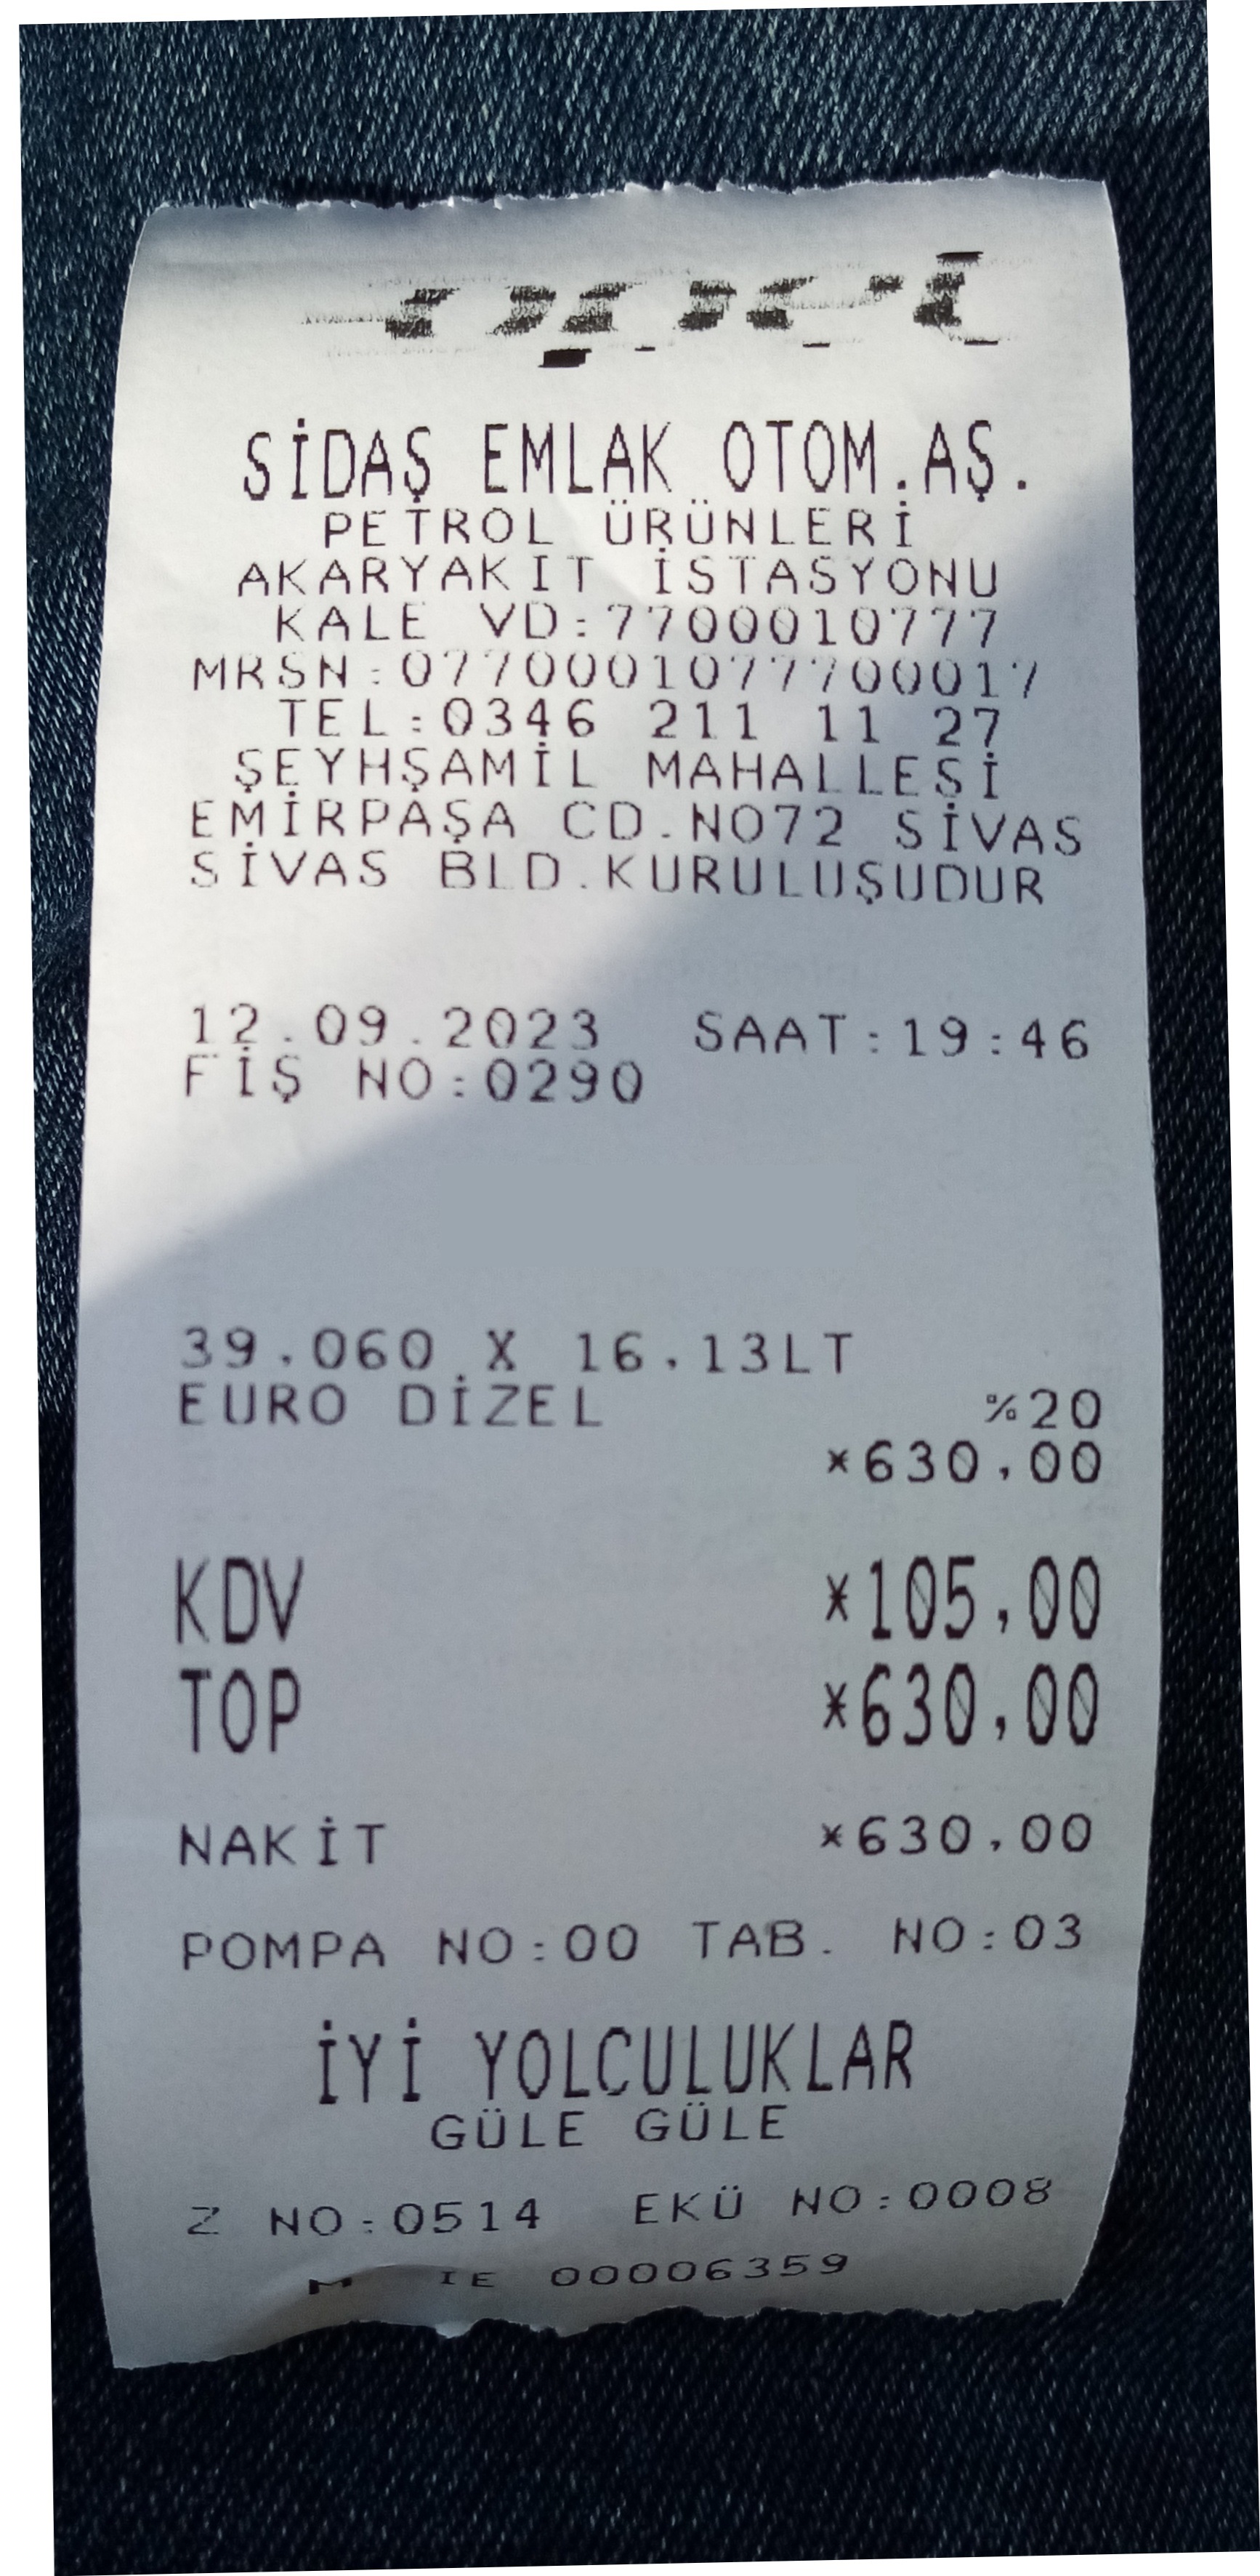 SİDAŞ EMLAK OTOM.AŞ.
PETROL ÜRÜNLERİ
AKARYAKIT İSTASYONU
KALE VD:7700010777
MRSN:0770001077700017
TEL:0346 211 11 27
ŞEYHŞAMİL MAHALLESİ
EMİRPAŞA CD.NO72 SİVAS
SİVAS BLD.KURULUŞUDUR
12.09.2023 SAAT:19:46
FİŞ NO:0290
39,060 X 16,13LT
EURO DİZEL %20
*630,00
KDV *105,00
TOP *630,00
NAKİT *630,00
POMPA NO:00 TAB. NO:03
İYİ YOLCULUKLAR
GÜLE GÜLE
Z NO:0514 EKÜ NO:0008
IE 00006359